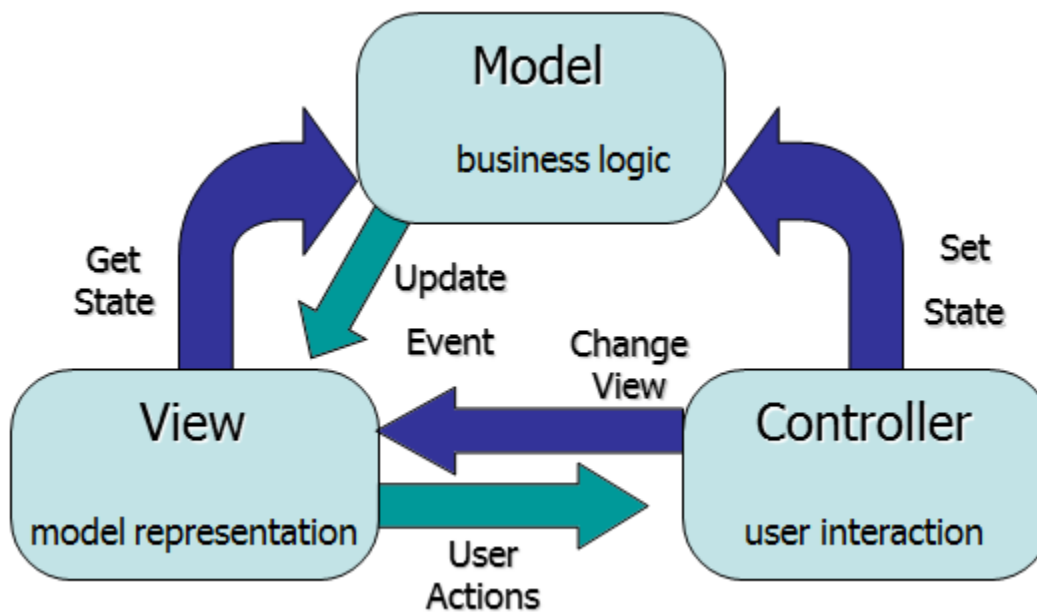 Model
business logic
Get
State
Update
Event
Set
State
Change
View
View
model representation
User
Actions
Controller
user interaction